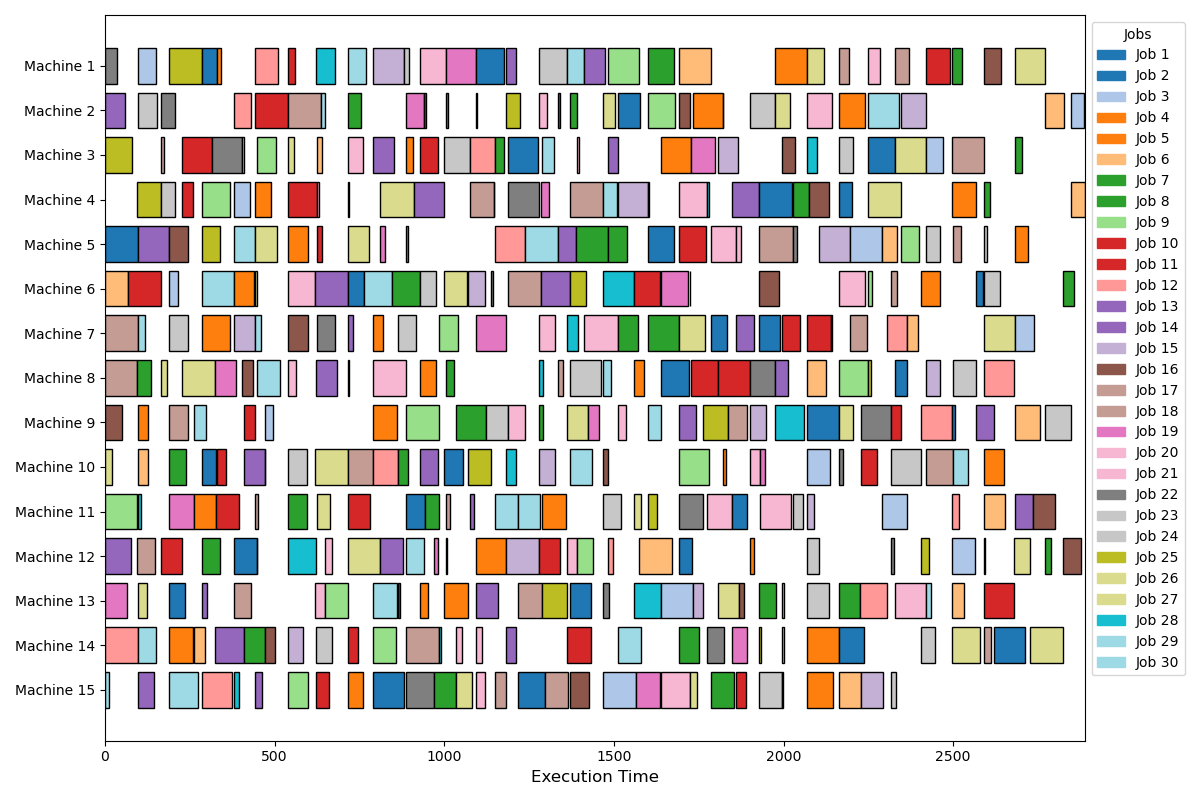 Machine 1
Machine 2
Machine 3
Machine 4
Machine 5
Machine 6
Machine 7
Machine 8
Machine 9
Machine 10
Machine 11
Machine 12
Machine 13
Machine 14
Machine 15
0 500 1000 1500 2000 2500
Execution Time
Jobs
Job 1
Job 2
Job 3
Job 4
Job 5
Job 6
Job 7
Job 8
Job 9
Job 10
Job 11
Job 12
Job 13
Job 14
Job 15
Job 16
Job 17
Job 18
Job 19
Job 20
Job 21
Job 22
Job 23
Job 24
Job 25
Job 26
Job 27
Job 28
Job 29
Job 30